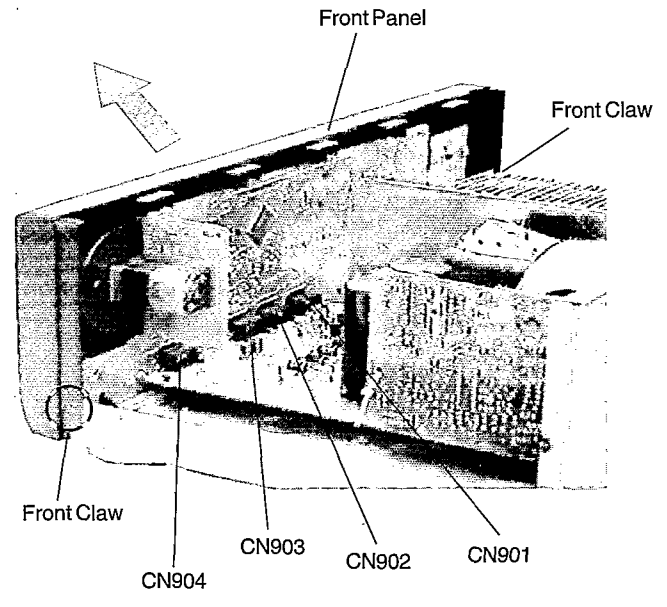 Front Panel
Front Claw
Front Claw
CN903
CN902
CN901
CN904